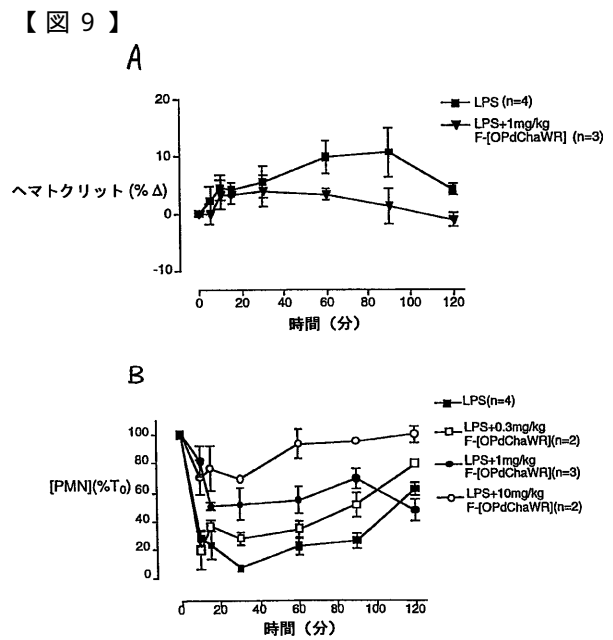 【図9】
A
20
10
0
-10
ヘマトクリット(%Δ)
0 20 40 60 80 100 120
時間(分)
LPS (n=4)
LPS+1mg/kg
F-[OPdChaWR] (n=3)
B
100
80
60
40
20
0
[PMN](%T₀)
0 20 40 60 80 100 120
時間(分)
LPS(n=4)
LPS+0.3mg/kg
F-[OPdChaWR](n=2)
LPS+1mg/kg
F-[OPdChaWR](n=3)
LPS+10mg/kg
F-[OPdChaWR](n=2)